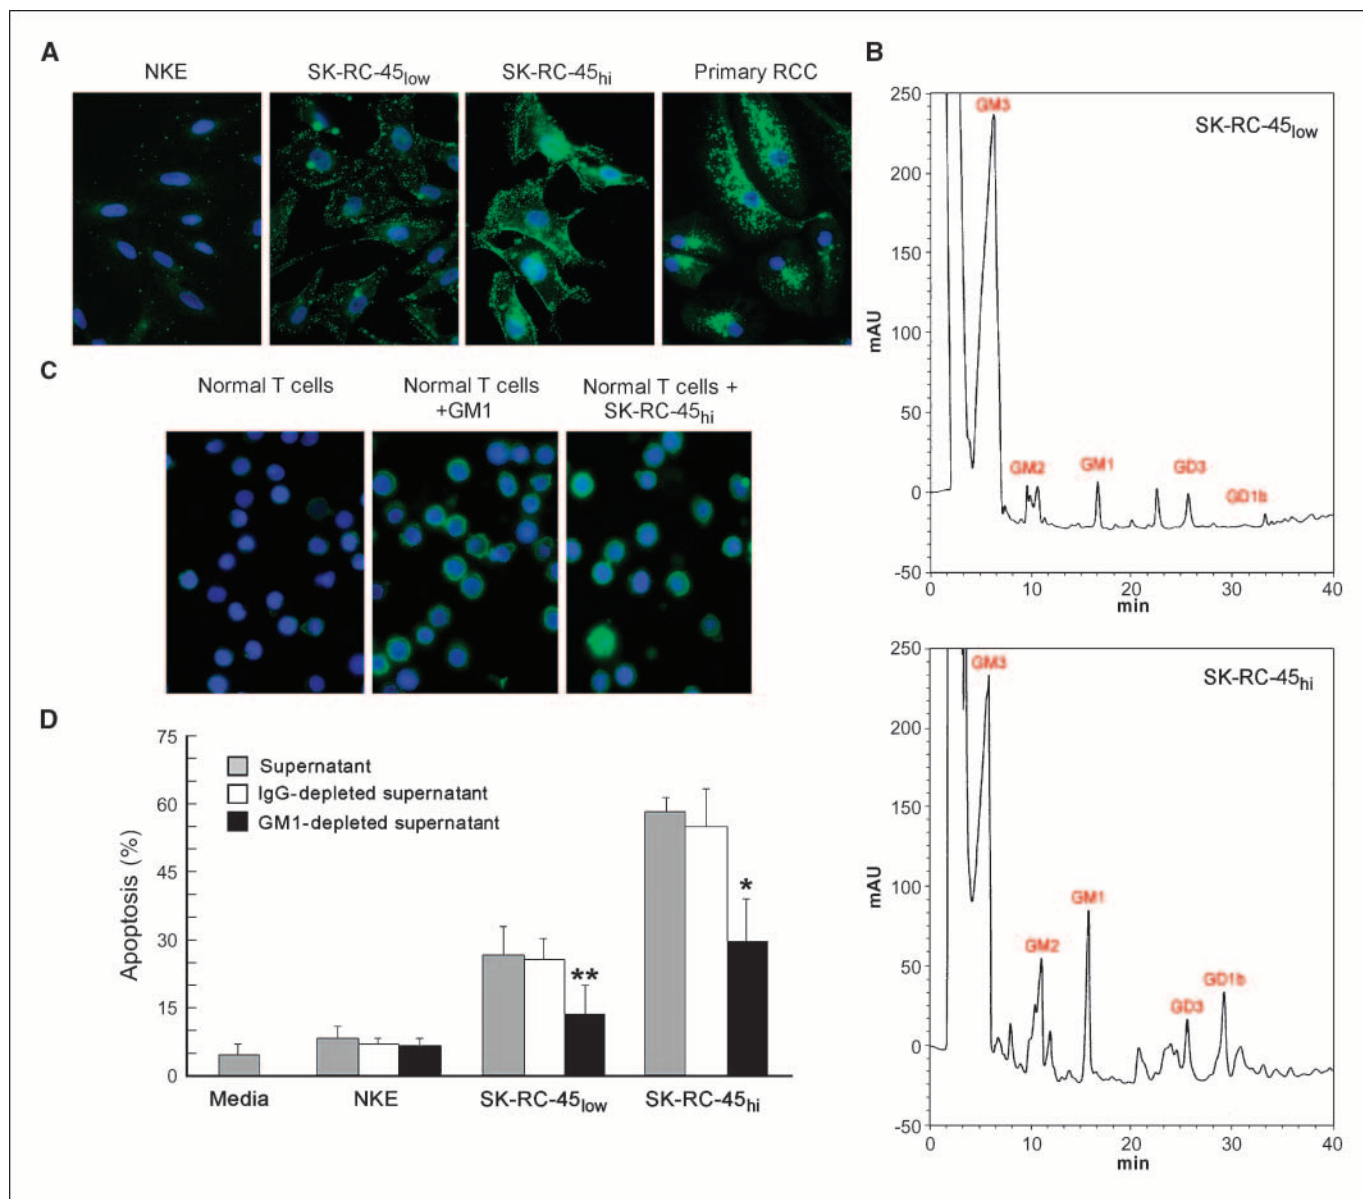 A
NKE
SK-RC-45low
SK-RC-45hi
Primary RCC
B
250
200
150
100
50
0
-50
mAU
GM3
SK-RC-45low
GM2
GM1
GD3
GD1b
0
10
20
30
40
min
C
Normal T cells
Normal T cells
+GM1
Normal T cells +
SK-RC-45hi
250
200
150
100
50
0
-50
mAU
GM3
SK-RC-45hi
GM2
GM1
GD3
GD1b
0
10
20
30
40
min
D
75
60
45
30
15
0
Apoptosis (%)
Supernatant
IgG-depleted supernatant
GM1-depleted supernatant
**
*
Media
NKE
SK-RC-45low
SK-RC-45hi